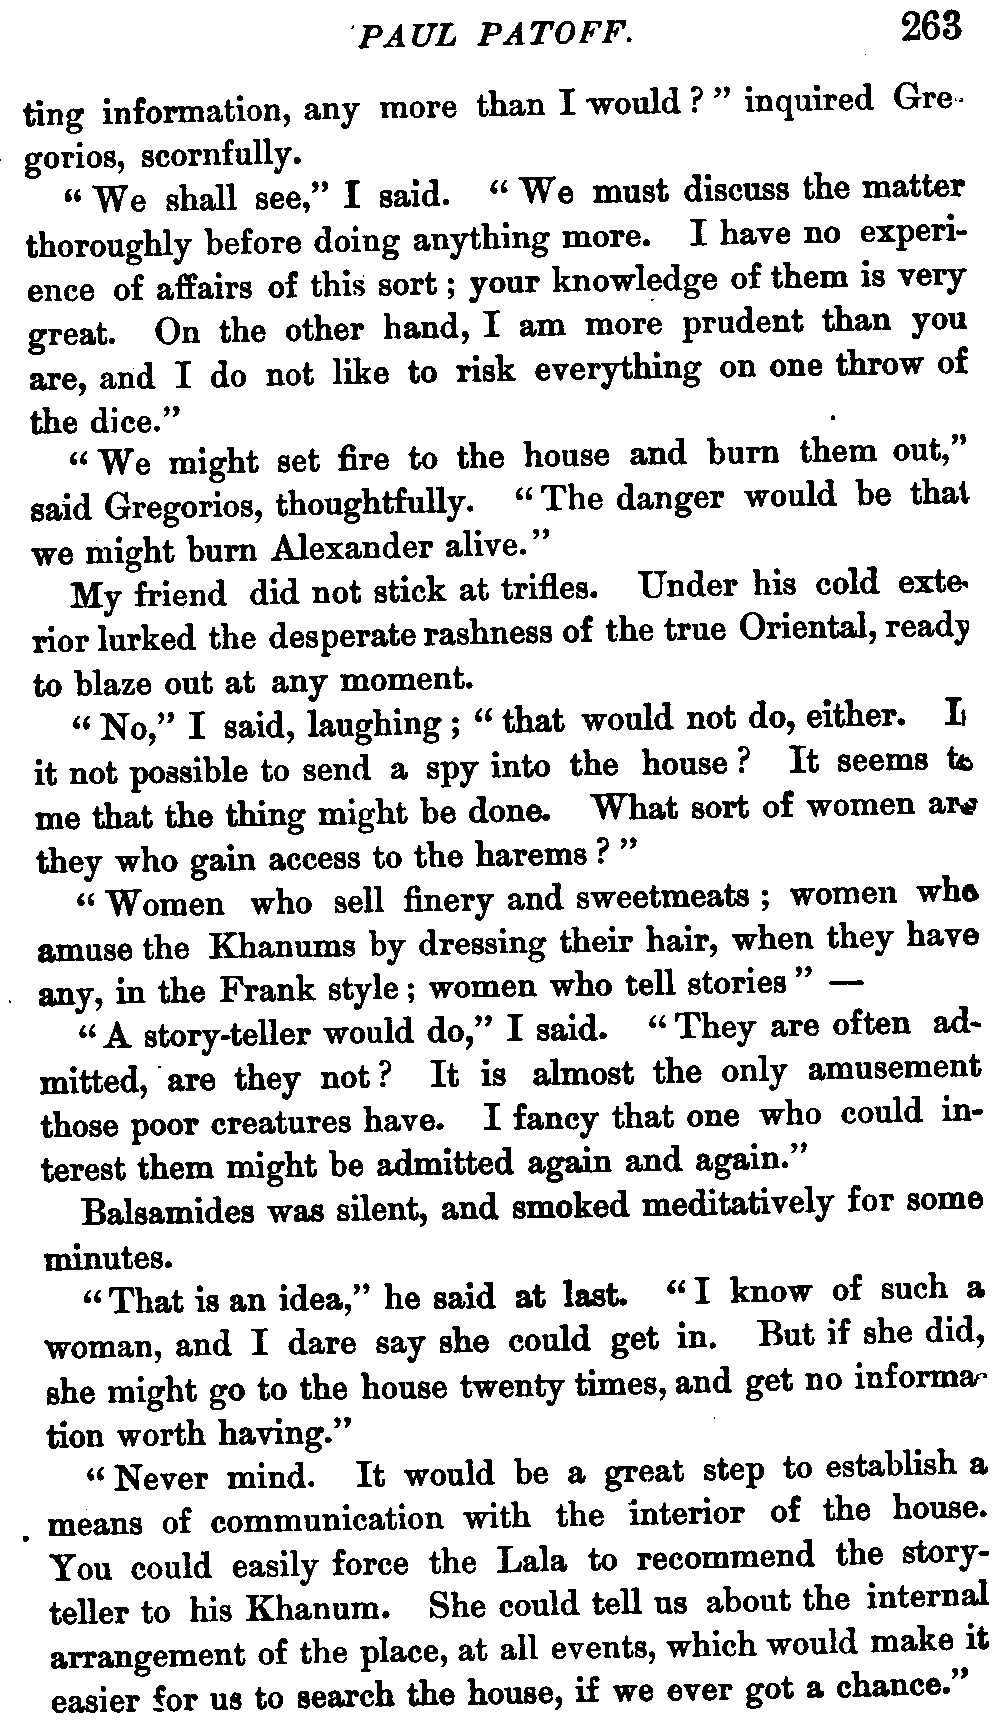 PAUL PATOFF. 263
ting information, any more than I would ? " inquired Gre-
gorios, scornfully.
" We shall see," I said. " We must discuss the matter
thoroughly before doing anything more. I have no experi-
ence of affairs of this sort ; your knowledge of them is very
great. On the other hand, I am more prudent than you
are, and I do not like to risk everything on one throw of
the dice."
" We might set fire to the house and burn them out,"
said Gregorios, thoughtfully. " The danger would be that
we might burn Alexander alive."
My friend did not stick at trifles. Under his cold exte-
rior lurked the desperate rashness of the true Oriental, ready
to blaze out at any moment.
" No," I said, laughing ; " that would not do, either. I
it not possible to send a spy into the house ? It seems to
me that the thing might be done. What sort of women are
they who gain access to the harems ? "
" Women who sell finery and sweetmeats ; women who
amuse the Khanums by dressing their hair, when they have
any, in the Frank style ; women who tell stories " —
" A story-teller would do," I said. " They are often ad-
mitted, are they not ? It is almost the only amusement
those poor creatures have. I fancy that one who could in-
terest them might be admitted again and again."
Balsamides was silent, and smoked meditatively for some
minutes.
" That is an idea," he said at last. " I know of such a
woman, and I dare say she could get in. But if she did,
she might go to the house twenty times, and get no informa-
tion worth having."
" Never mind. It would be a great step to establish a
means of communication with the interior of the house.
You could easily force the Lala to recommend the story-
teller to his Khanum. She could tell us about the internal
arrangement of the place, at all events, which would make it
easier for us to search the house, if we ever got a chance."